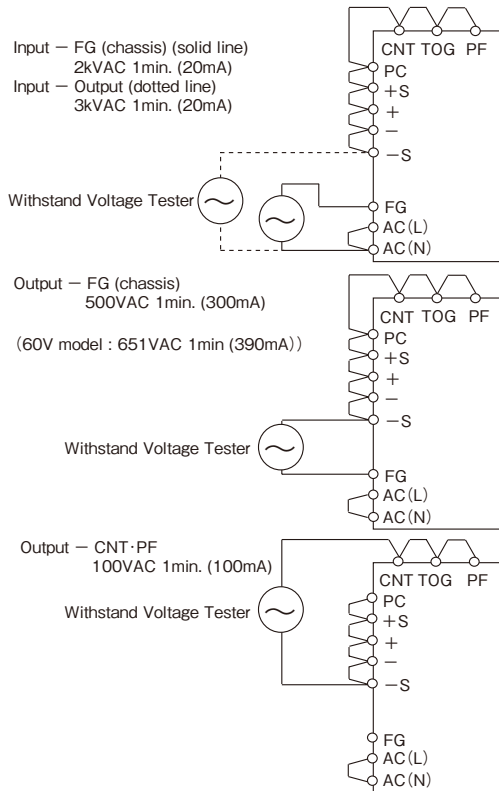 Input － FG (chassis) (solid line)
2kVAC 1min. (20mA)
Input － Output (dotted line)
3kVAC 1min. (20mA)
CNT TOG PF
PC
+S
+
−
−S
Withstand Voltage Tester
FG
AC(L)
AC(N)
Output － FG (chassis)
500VAC 1min. (300mA)
(60V model : 651VAC 1min (390mA))
CNT TOG PF
PC
+S
+
−
−S
Withstand Voltage Tester
FG
AC(L)
AC(N)
Output － CNT·PF
100VAC 1min. (100mA)
CNT TOG PF
Withstand Voltage Tester
PC
+S
+
−
−S
FG
AC(L)
AC(N)